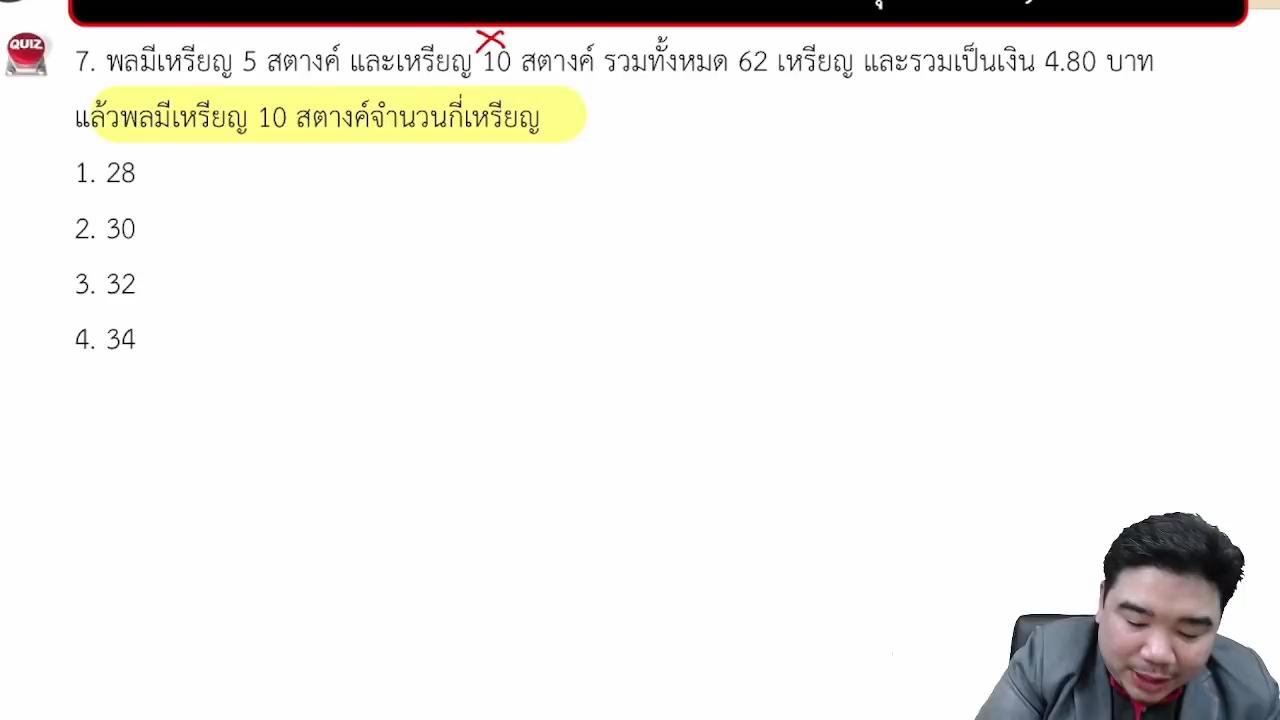 QUIZ
7. พลมีเหรียญ 5 สตางค์ และเหรียญ 10 สตางค์ รวมทั้งหมด 62 เหรียญ และรวมเป็นเงิน 4.80 บาท
แล้วพลมีเหรียญ 10 สตางค์จำนวนกี่เหรียญ
1. 28
2. 30
3. 32
4. 34